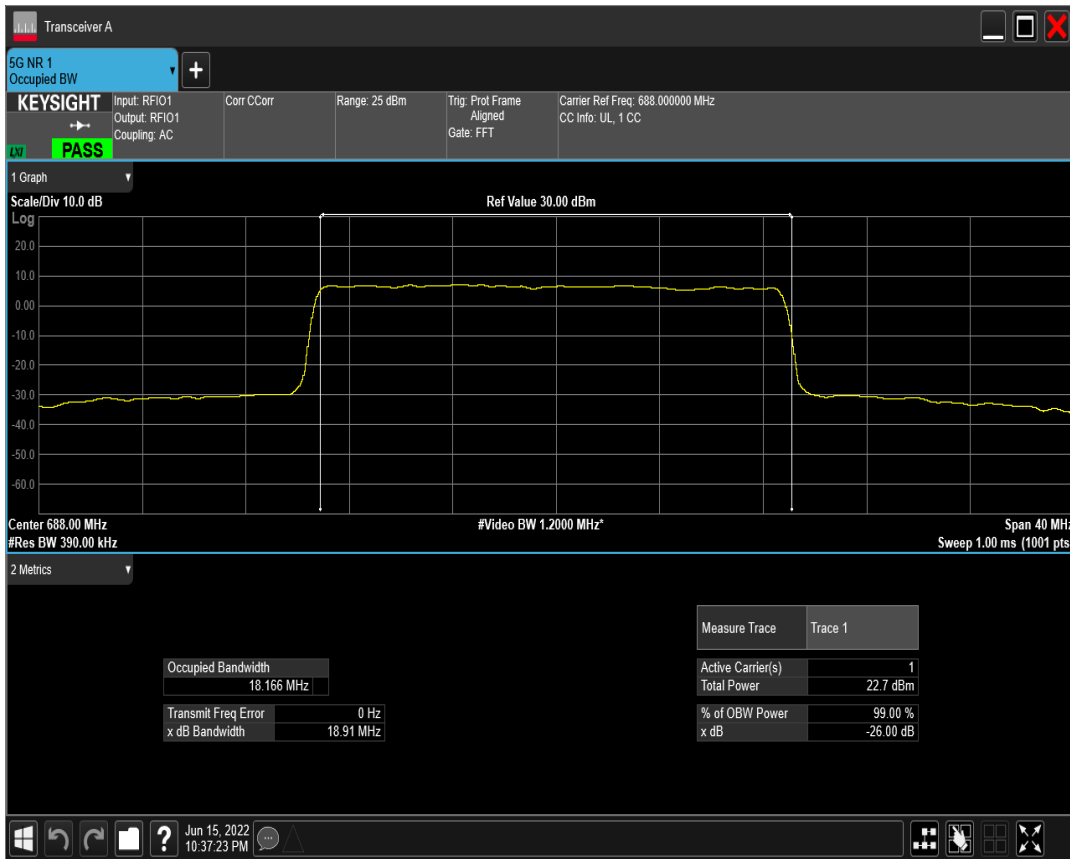 Transceiver A
5G NR 1
Occupied BW
KEYSIGHT
LXI
PASS
Input: RFIO1
Output: RFIO1
Coupling: AC
Corr CCorr
Range: 25 dBm
Trig: Prot Frame
Aligned
Gate: FFT
Carrier Ref Freq: 688.000000 MHz
CC Info: UL, 1 CC
1 Graph
Scale/Div 10.0 dB
Ref Value 30.00 dBm
Log
20.0
10.0
0.00
-10.0
-20.0
-30.0
-40.0
-50.0
-60.0
Center 688.00 MHz
#Video BW 1.2000 MHz*
Span 40 MHz
#Res BW 390.00 kHz
Sweep 1.00 ms (1001 pts
2 Metrics
Measure Trace Trace 1
Occupied Bandwidth
18.166 MHz
Active Carrier(s) 1
Total Power 22.7 dBm
Transmit Freq Error 0 Hz
x dB Bandwidth 18.91 MHz
% of OBW Power 99.00 %
x dB -26.00 dB
?
Jun 15, 2022
10:37:23 PM